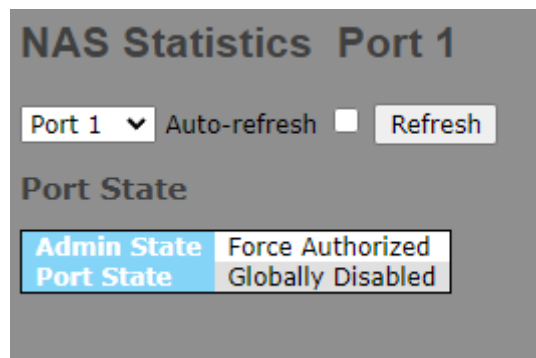 NAS Statistics Port 1
Port 1 Auto-refresh Refresh
Port State
Admin State Force Authorized
Port State Globally Disabled